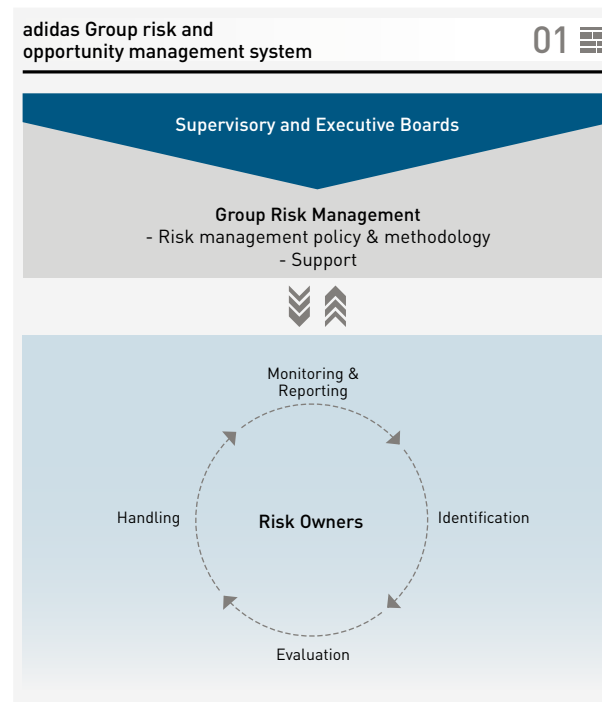 adidas Group risk and
opportunity management system
01
Supervisory and Executive Boards
Group Risk Management
- Risk management policy & methodology
- Support
Monitoring &
Reporting
Handling
Risk Owners
Identification
Evaluation